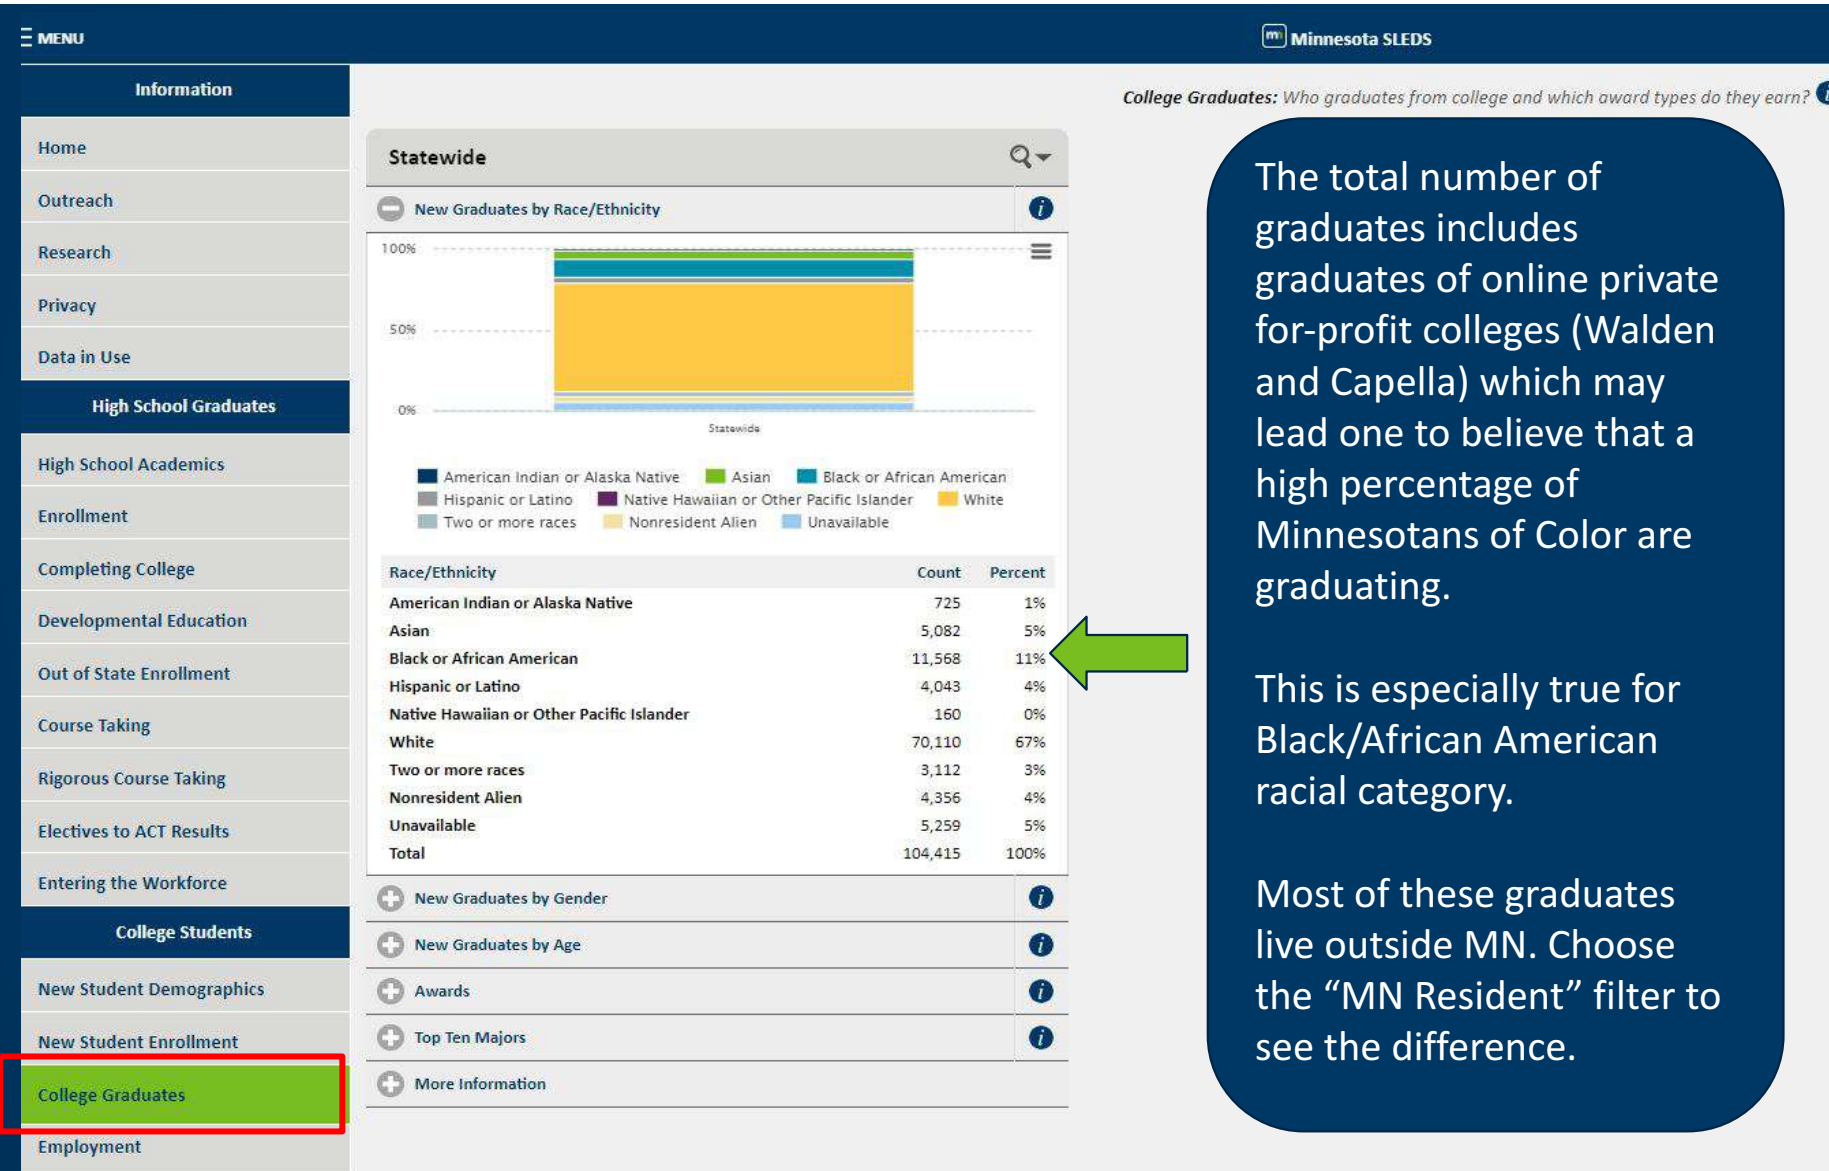 MENU
Minnesota SLEDS
Information
Home
Outreach
Research
Privacy
Data in Use
High School Graduates
High School Academics
Enrollment
Completing College
Developmental Education
Out of State Enrollment
Course Taking
Rigorous Course Taking
Electives to ACT Results
Entering the Workforce
College Students
New Student Demographics
New Student Enrollment
College Graduates
Employment
College Graduates: Who graduates from college and which award types do they earn? i
Statewide
New Graduates by Race/Ethnicity i
100%
50%
0%
Statewide
American Indian or Alaska Native Asian Black or African American
Hispanic or Latino Native Hawaiian or Other Pacific Islander White
Two or more races Nonresident Alien Unavailable
Race/Ethnicity Count Percent
American Indian or Alaska Native 725 1%
Asian 5,082 5%
Black or African American 11,568 11%
Hispanic or Latino 4,043 4%
Native Hawaiian or Other Pacific Islander 160 0%
White 70,110 67%
Two or more races 3,112 3%
Nonresident Alien 4,356 4%
Unavailable 5,259 5%
Total 104,415 100%
New Graduates by Gender i
New Graduates by Age i
Awards i
Top Ten Majors i
More Information
The total number of
graduates includes
graduates of online private
for-profit colleges (Walden
and Capella) which may
lead one to believe that a
high percentage of
Minnesotans of Color are
graduating.
This is especially true for
Black/African American
racial category.
Most of these graduates
live outside MN. Choose
the “MN Resident” filter to
see the difference.